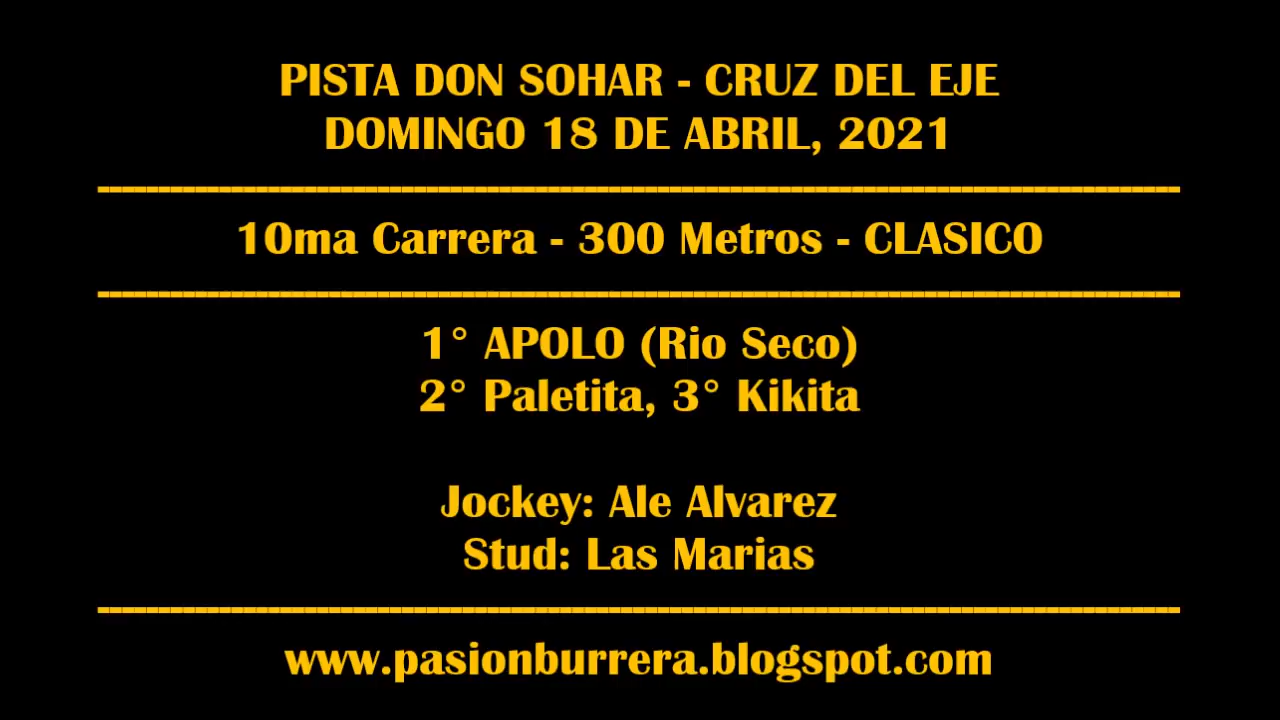 PISTA DON SOHAR - CRUZ DEL EJE
DOMINGO 18 DE ABRIL, 2021
10ma Carrera - 300 Metros - CLASICO
1° APOLO (Rio Seco)
2° Paletita, 3° Kikita
Jockey: Ale Alvarez
Stud: Las Marias
www.pasionburrera.blogspot.com